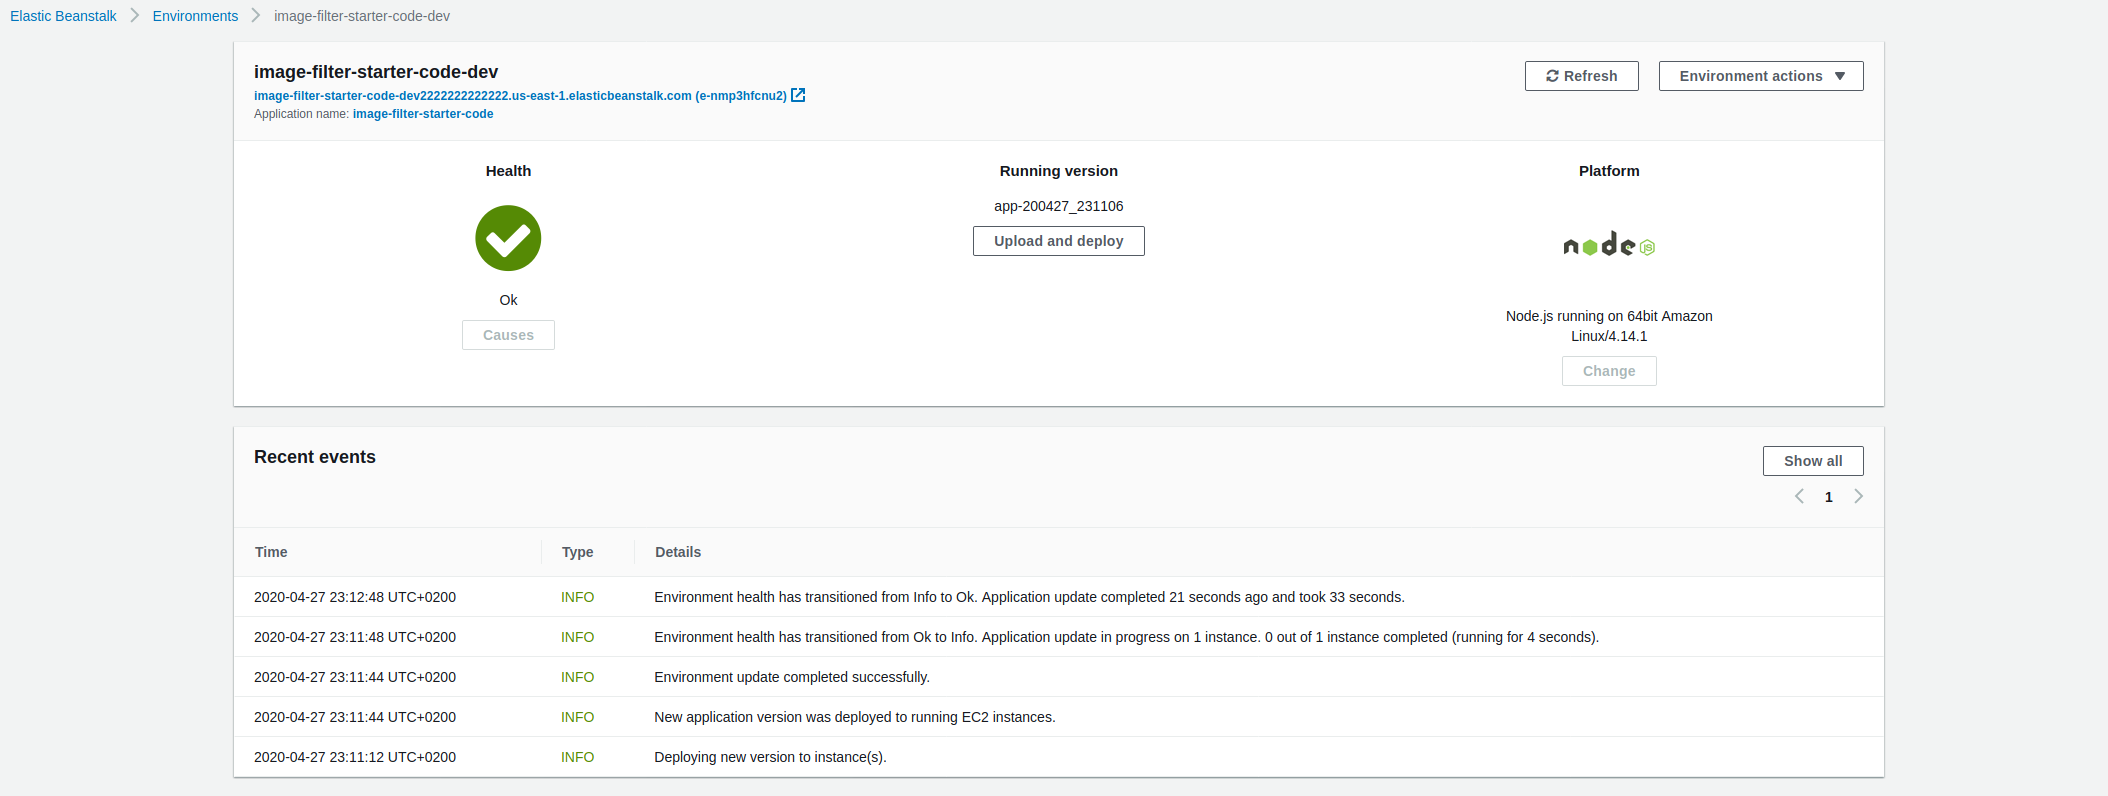 Elastic Beanstalk > Environments > image-filter-starter-code-dev
image-filter-starter-code-dev
Refresh
Environment actions
image-filter-starter-code-dev2222222222222.us-east-1.elasticbeanstalk.com (e-nmp3hfcnu2)
Application name: image-filter-starter-code
Health
Running version
Platform
app-200427_231106
Upload and deploy
node JS
Ok
Node.js running on 64bit Amazon
Linux/4.14.1
Causes
Change
Recent events
Show all
1
Time Type Details
2020-04-27 23:12:48 UTC+0200 INFO Environment health has transitioned from Info to Ok. Application update completed 21 seconds ago and took 33 seconds.
2020-04-27 23:11:48 UTC+0200 INFO Environment health has transitioned from Ok to Info. Application update in progress on 1 instance. 0 out of 1 instance completed (running for 4 seconds).
2020-04-27 23:11:44 UTC+0200 INFO Environment update completed successfully.
2020-04-27 23:11:44 UTC+0200 INFO New application version was deployed to running EC2 instances.
2020-04-27 23:11:12 UTC+0200 INFO Deploying new version to instance(s).